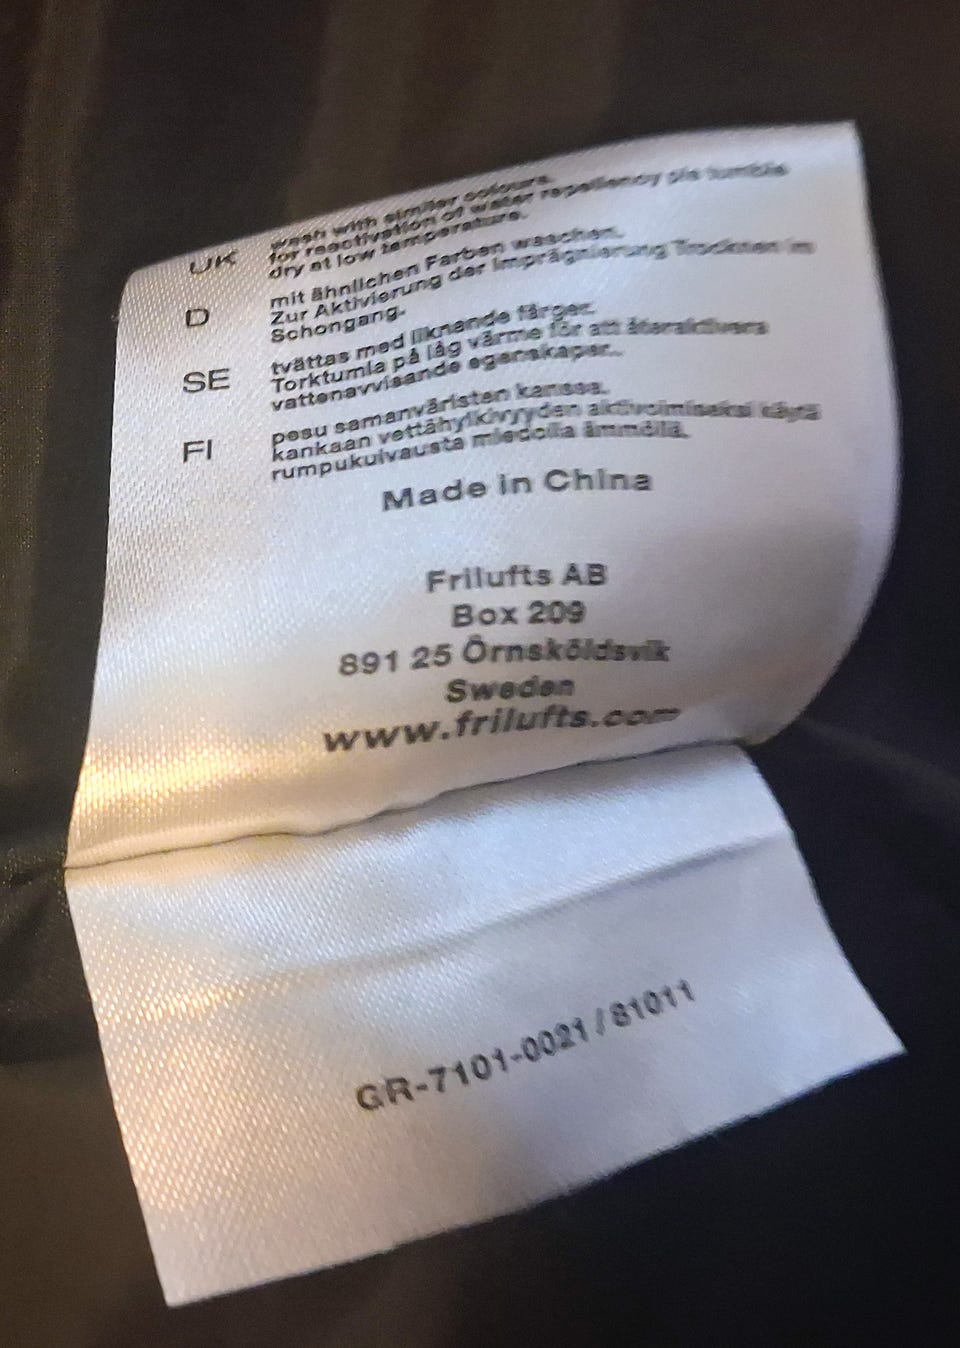 UK wash with similar colours.
for reactivation of water repellency pls tumble
dry at low temperature.
D mit ähnlichen Farben waschen.
Zur Aktivierung der Imprägnierung Trocknen im
Schongang.
SE tvättas med liknande färger.
Torktumla på låg värme för att återaktivera
vattenavvisande egenskaper..
FI pesu samanväristen kanssa.
kankaan vettähylkivyyden aktivoimiseksi käytä
rumpukuivausta miedolla lämmöllä.
Made in China
Frilufts AB
Box 209
891 25 Örnsköldsvik
Sweden
www.frilufts.com
GR-7101-0021/81011